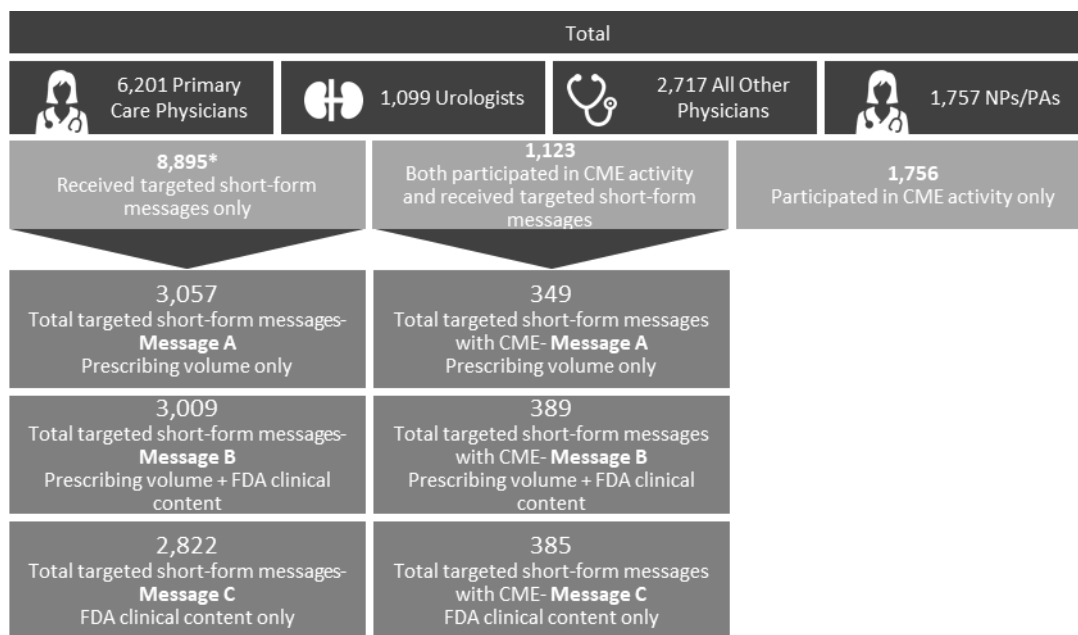 Total
6,201 Primary
Care Physicians
1,099 Urologists
2,717 All Other
Physicians
1,757 NPs/PAs
8,895*
Received targeted short-form
messages only
1,123
Both participated in CME activity
and received targeted short-form
messages
1,756
Participated in CME activity only
3,057
Total targeted short-form messages-
Message A
Prescribing volume only
349
Total targeted short-form messages
with CME- Message A
Prescribing volume only
3,009
Total targeted short-form messages-
Message B
Prescribing volume + FDA clinical
content
389
Total targeted short-form messages
with CME- Message B
Prescribing volume + FDA clinical
content
2,822
Total targeted short-form messages-
Message C
FDA clinical content only
385
Total targeted short-form messages
with CME- Message C
FDA clinical content only